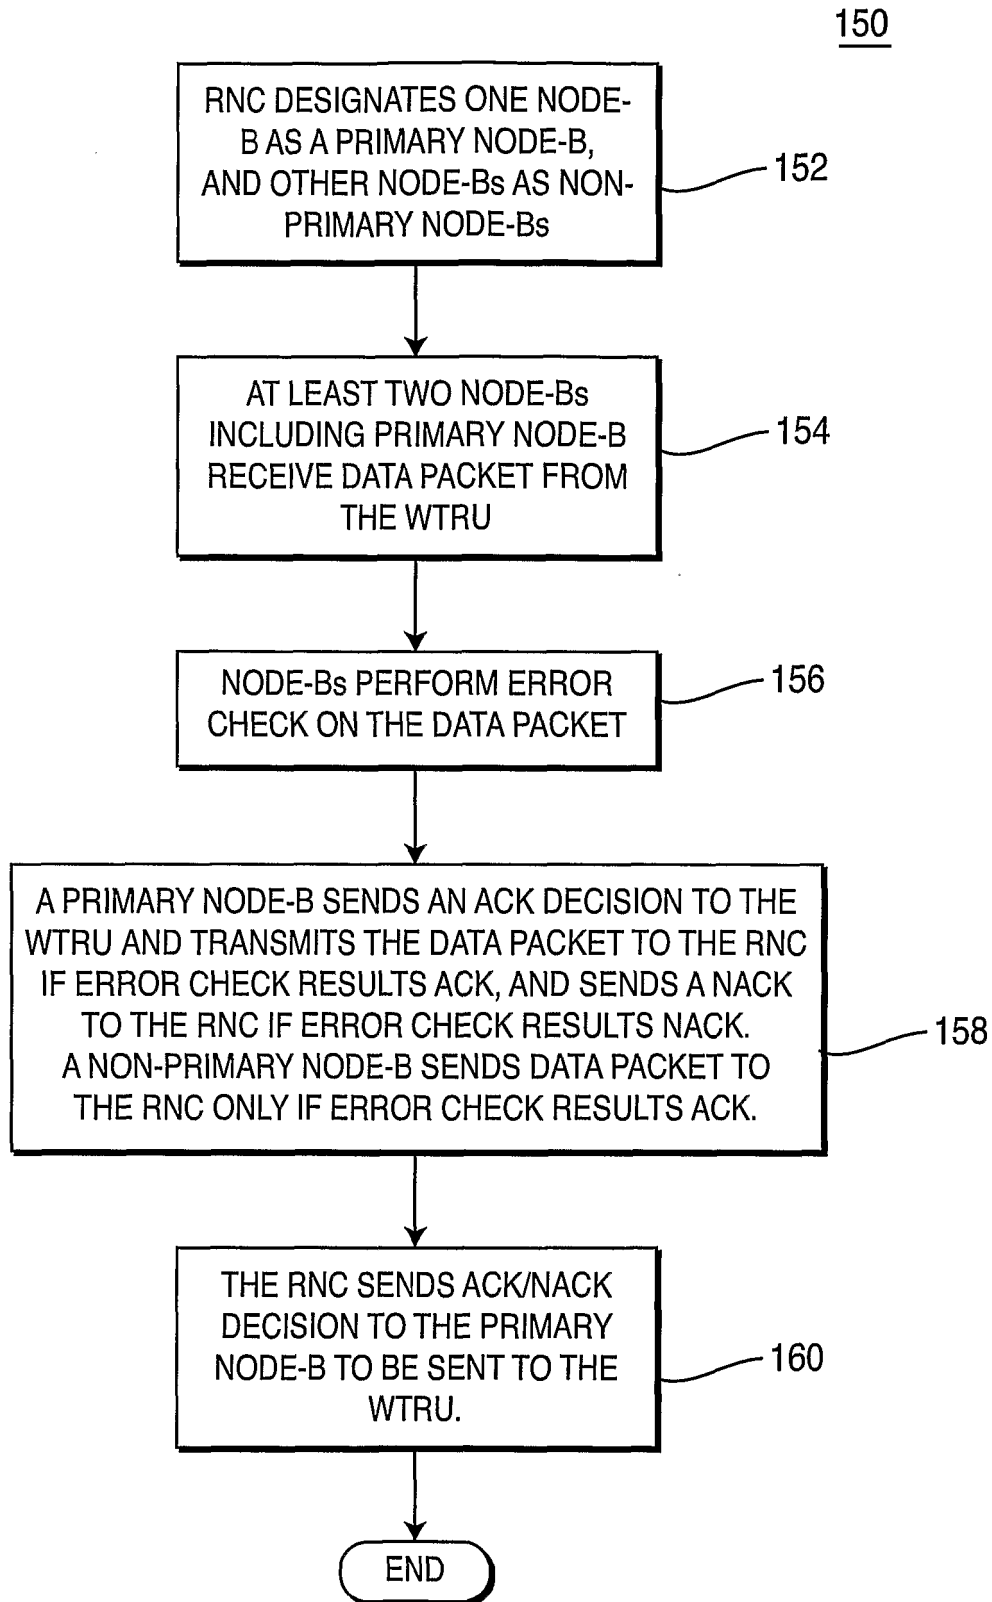 150
RNC DESIGNATES ONE NODE-
B AS A PRIMARY NODE-B,
AND OTHER NODE-Bs AS NON-
PRIMARY NODE-Bs
152
AT LEAST TWO NODE-Bs
INCLUDING PRIMARY NODE-B
RECEIVE DATA PACKET FROM
THE WTRU
154
NODE-Bs PERFORM ERROR
CHECK ON THE DATA PACKET
156
A PRIMARY NODE-B SENDS AN ACK DECISION TO THE
WTRU AND TRANSMITS THE DATA PACKET TO THE RNC
IF ERROR CHECK RESULTS ACK, AND SENDS A NACK
TO THE RNC IF ERROR CHECK RESULTS NACK.
A NON-PRIMARY NODE-B SENDS DATA PACKET TO
THE RNC ONLY IF ERROR CHECK RESULTS ACK.
158
THE RNC SENDS ACK/NACK
DECISION TO THE PRIMARY
NODE-B TO BE SENT TO THE
WTRU.
160
END